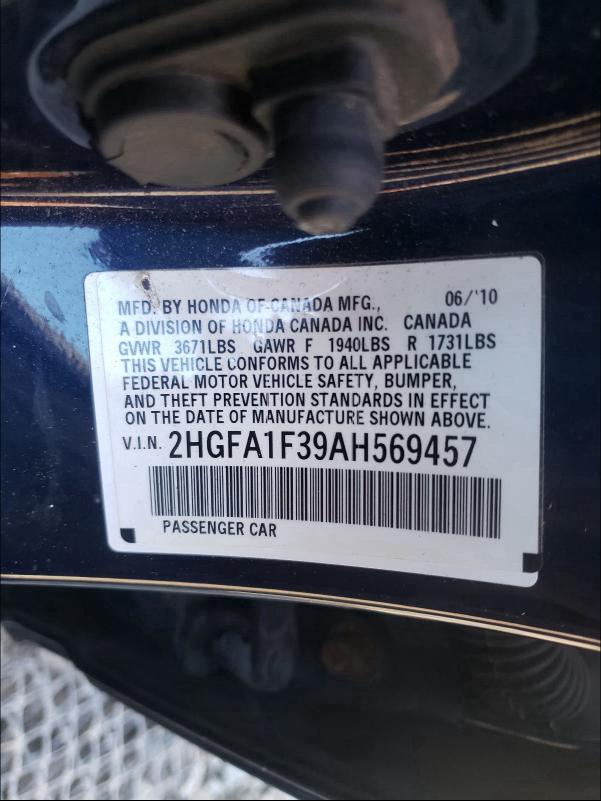 MFD. BY HONDA OF CANADA MFG., 06/'10
A DIVISION OF HONDA CANADA INC. CANADA
GVWR 3671LBS GAWR F 1940LBS R 1731LBS
THIS VEHICLE CONFORMS TO ALL APPLICABLE
FEDERAL MOTOR VEHICLE SAFETY, BUMPER,
AND THEFT PREVENTION STANDARDS IN EFFECT
ON THE DATE OF MANUFACTURE SHOWN ABOVE.
V.I.N. 2HGFA1F39AH569457
PASSENGER CAR